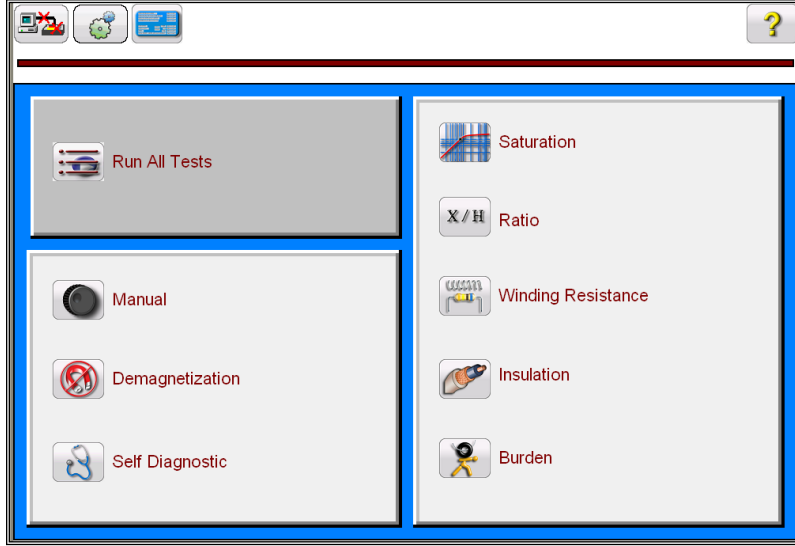 ?
Run All Tests
Manual
Demagnetization
Self Diagnostic
Saturation
X/H Ratio
Winding Resistance
Insulation
Burden